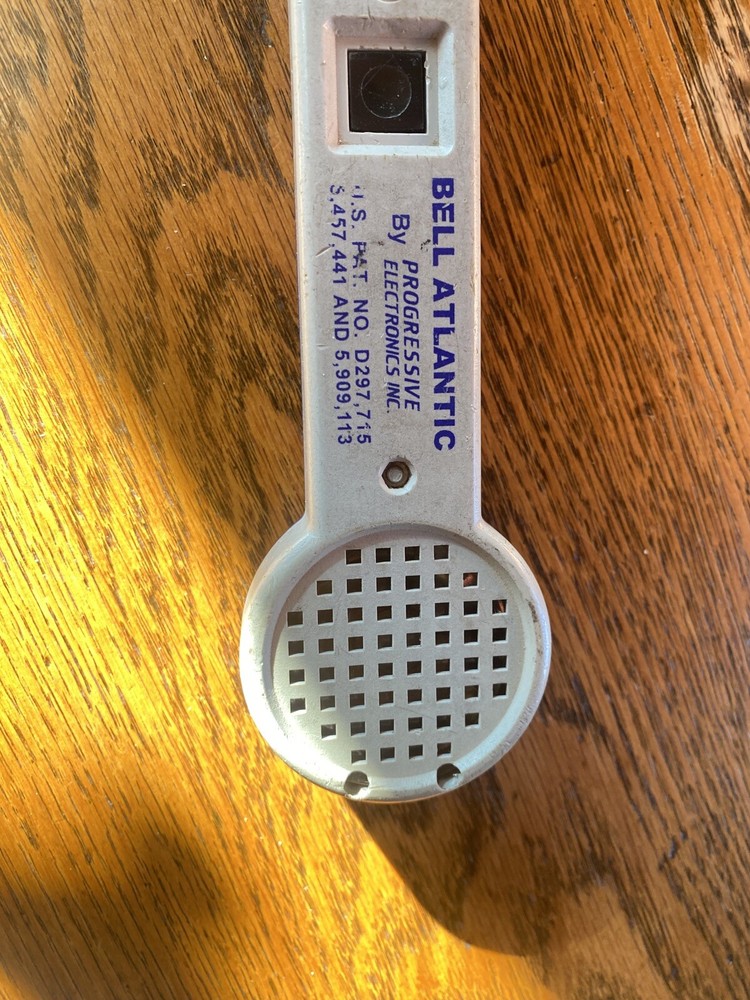 BELL ATLANTIC
By PROGRESSIVE
ELECTRONICS INC.
U.S. PAT. NO. D297,715
5,457,441 AND 5,909,113